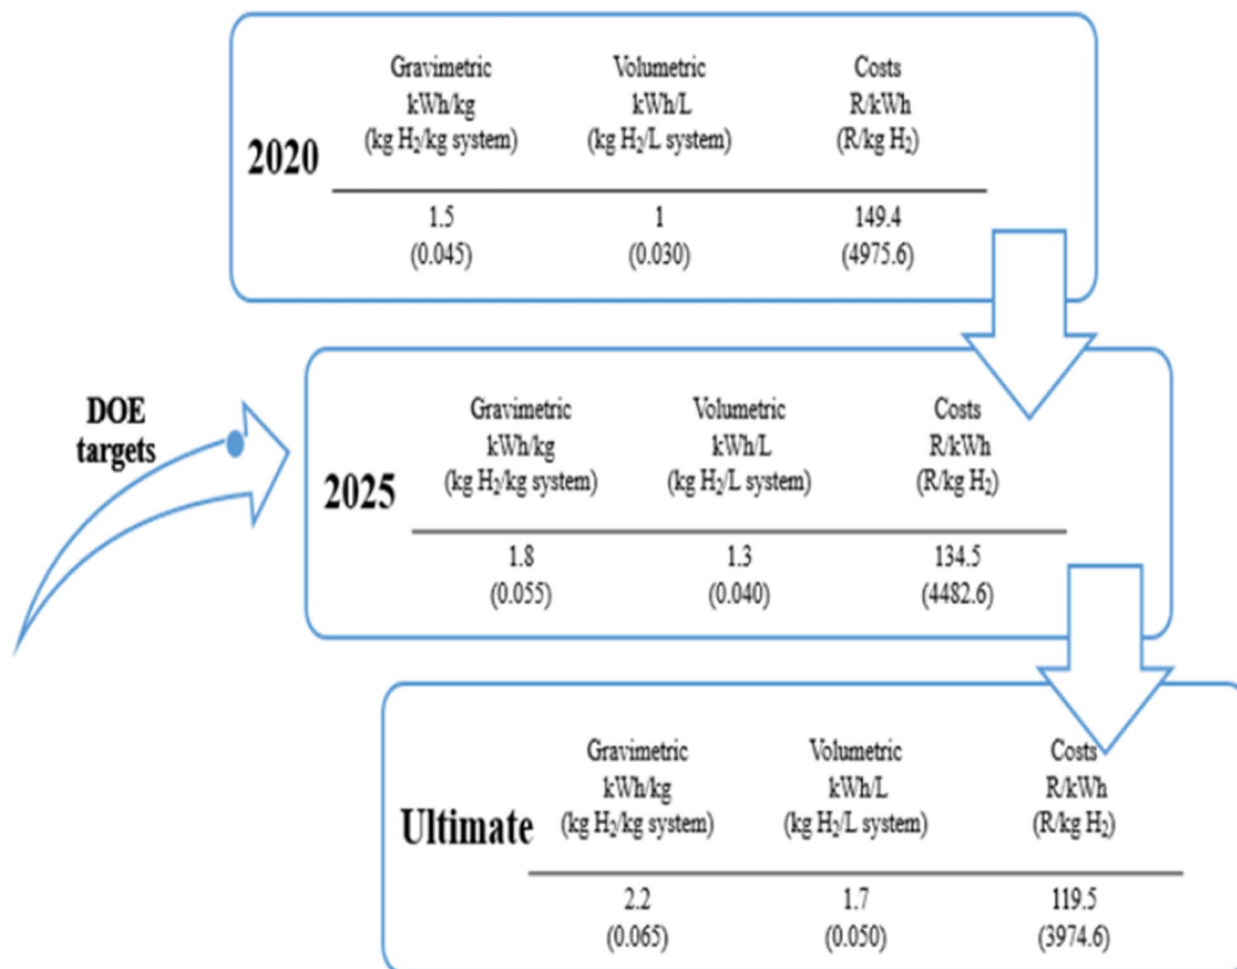 Gravimetric Volumetric Costs
kWh/kg kWh/L R/kWh
(kg H₂/kg system) (kg H₂/L system) (R/kg H₂)
2020
1.5 1 149.4
(0.045) (0.030) (4975.6)
DOE
targets
Gravimetric Volumetric Costs
kWh/kg kWh/L R/kWh
(kg H₂/kg system) (kg H₂/L system) (R/kg H₂)
2025
1.8 1.3 134.5
(0.055) (0.040) (4482.6)
Gravimetric Volumetric Costs
kWh/kg kWh/L R/kWh
Ultimate (kg H₂/kg system) (kg H₂/L system) (R/kg H₂)
2.2 1.7 119.5
(0.065) (0.050) (3974.6)